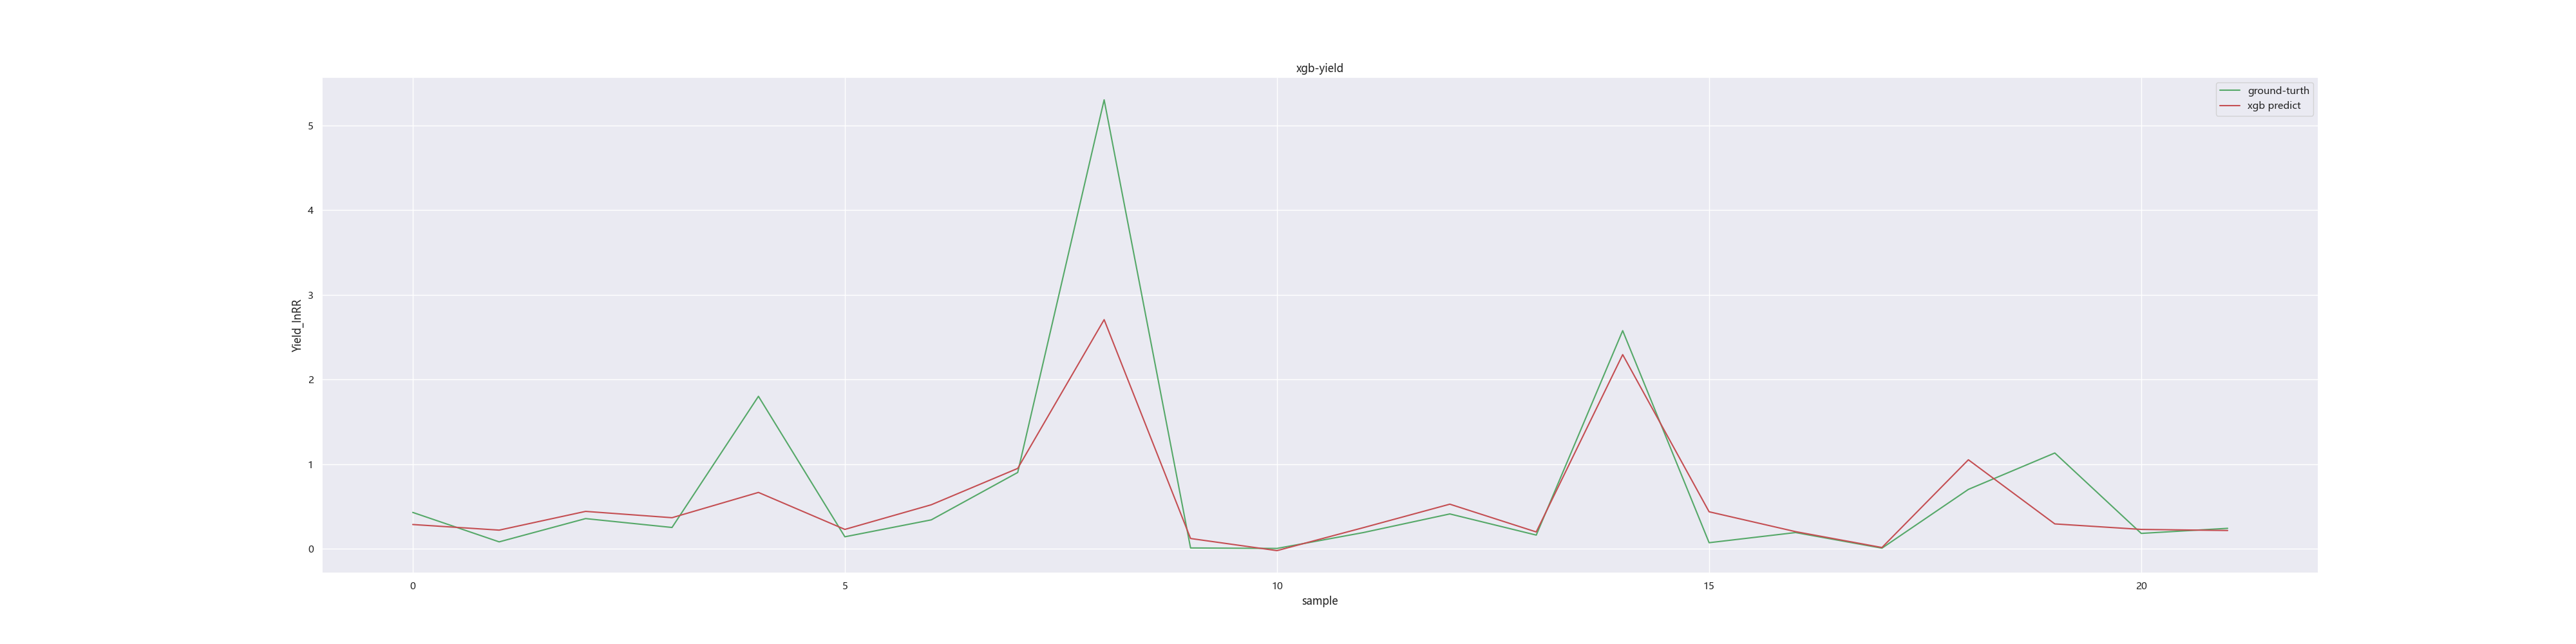 xgb-yield
ground-turth
xgb predict
5
4
3
2
1
0
Yield_lnRR
0 5 10 15 20
sample